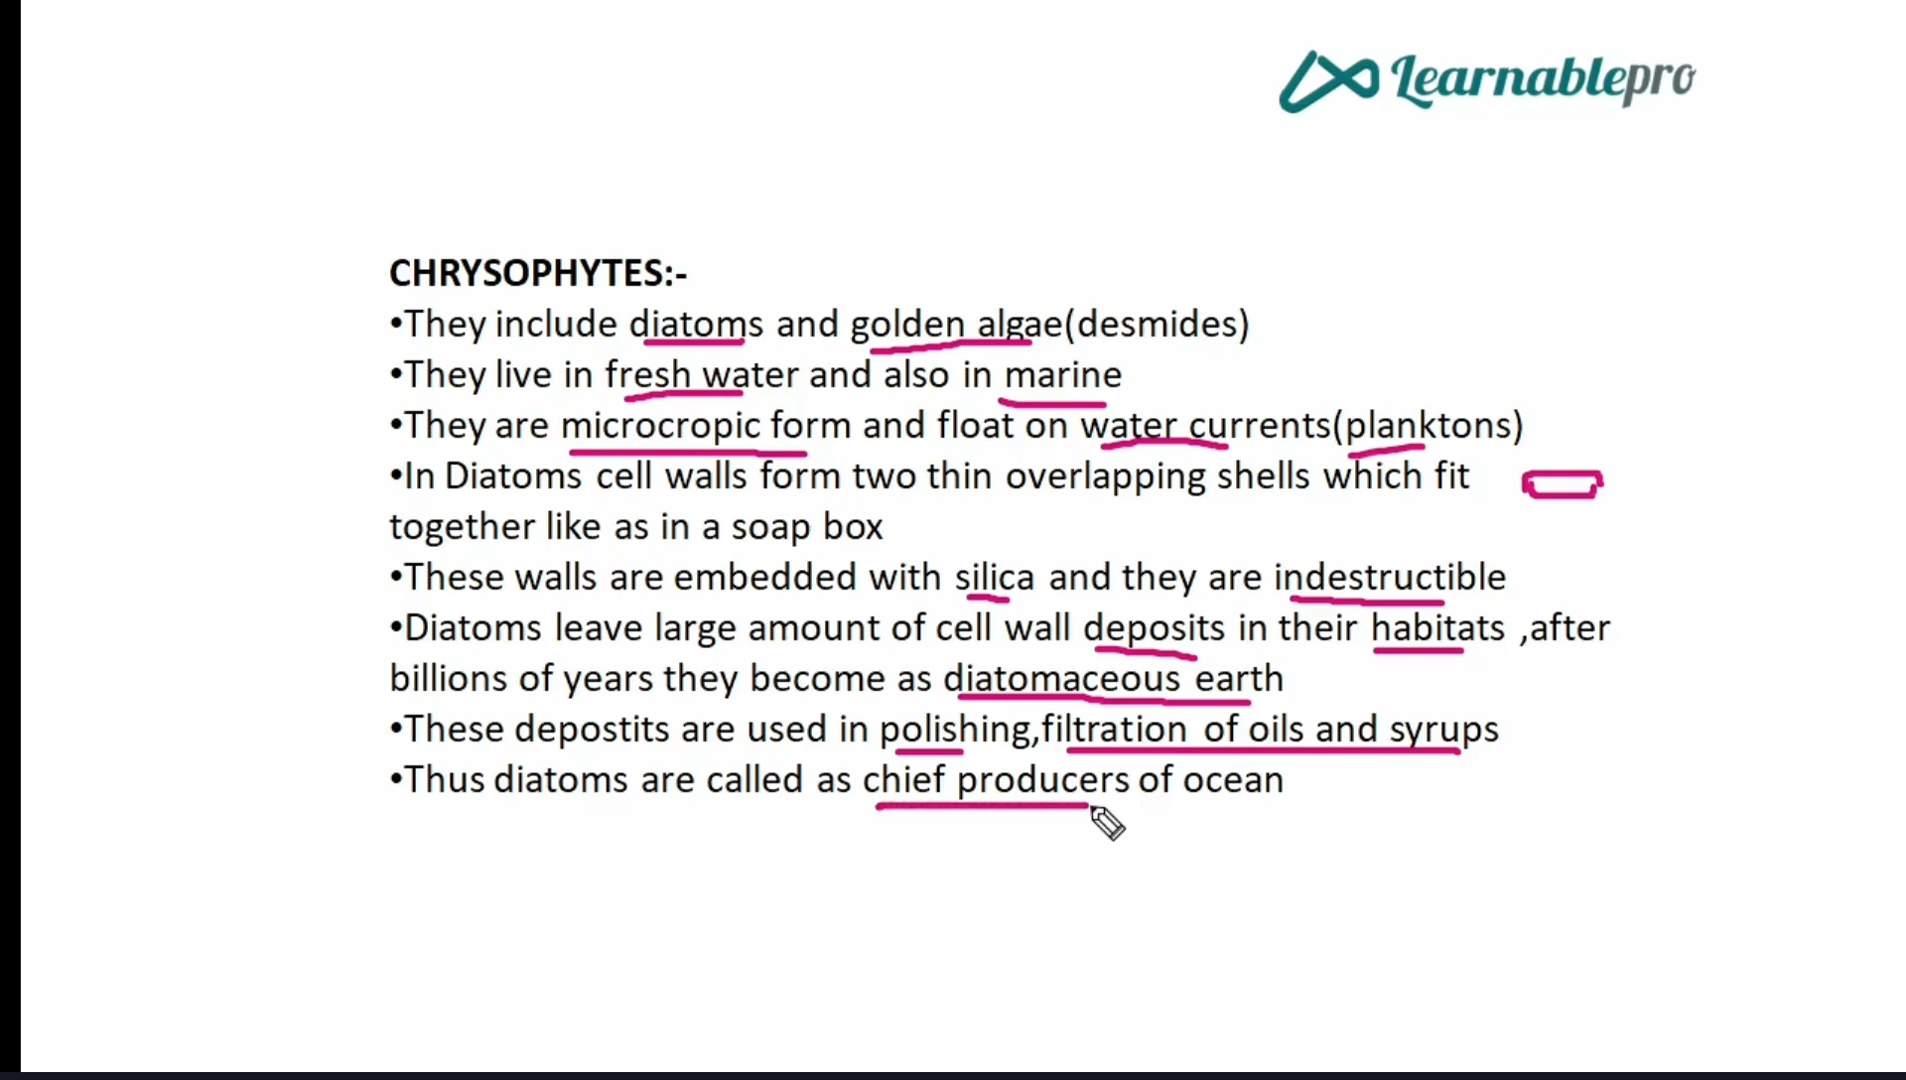 Learnablepro
CHRYSOPHYTES:-
•They include diatoms and golden algae(desmides)
•They live in fresh water and also in marine
•They are microcropic form and float on water currents(planktons)
•In Diatoms cell walls form two thin overlapping shells which fit
together like as in a soap box
•These walls are embedded with silica and they are indestructible
•Diatoms leave large amount of cell wall deposits in their habitats ,after
billions of years they become as diatomaceous earth
•These depostits are used in polishing,filtration of oils and syrups
•Thus diatoms are called as chief producers of ocean